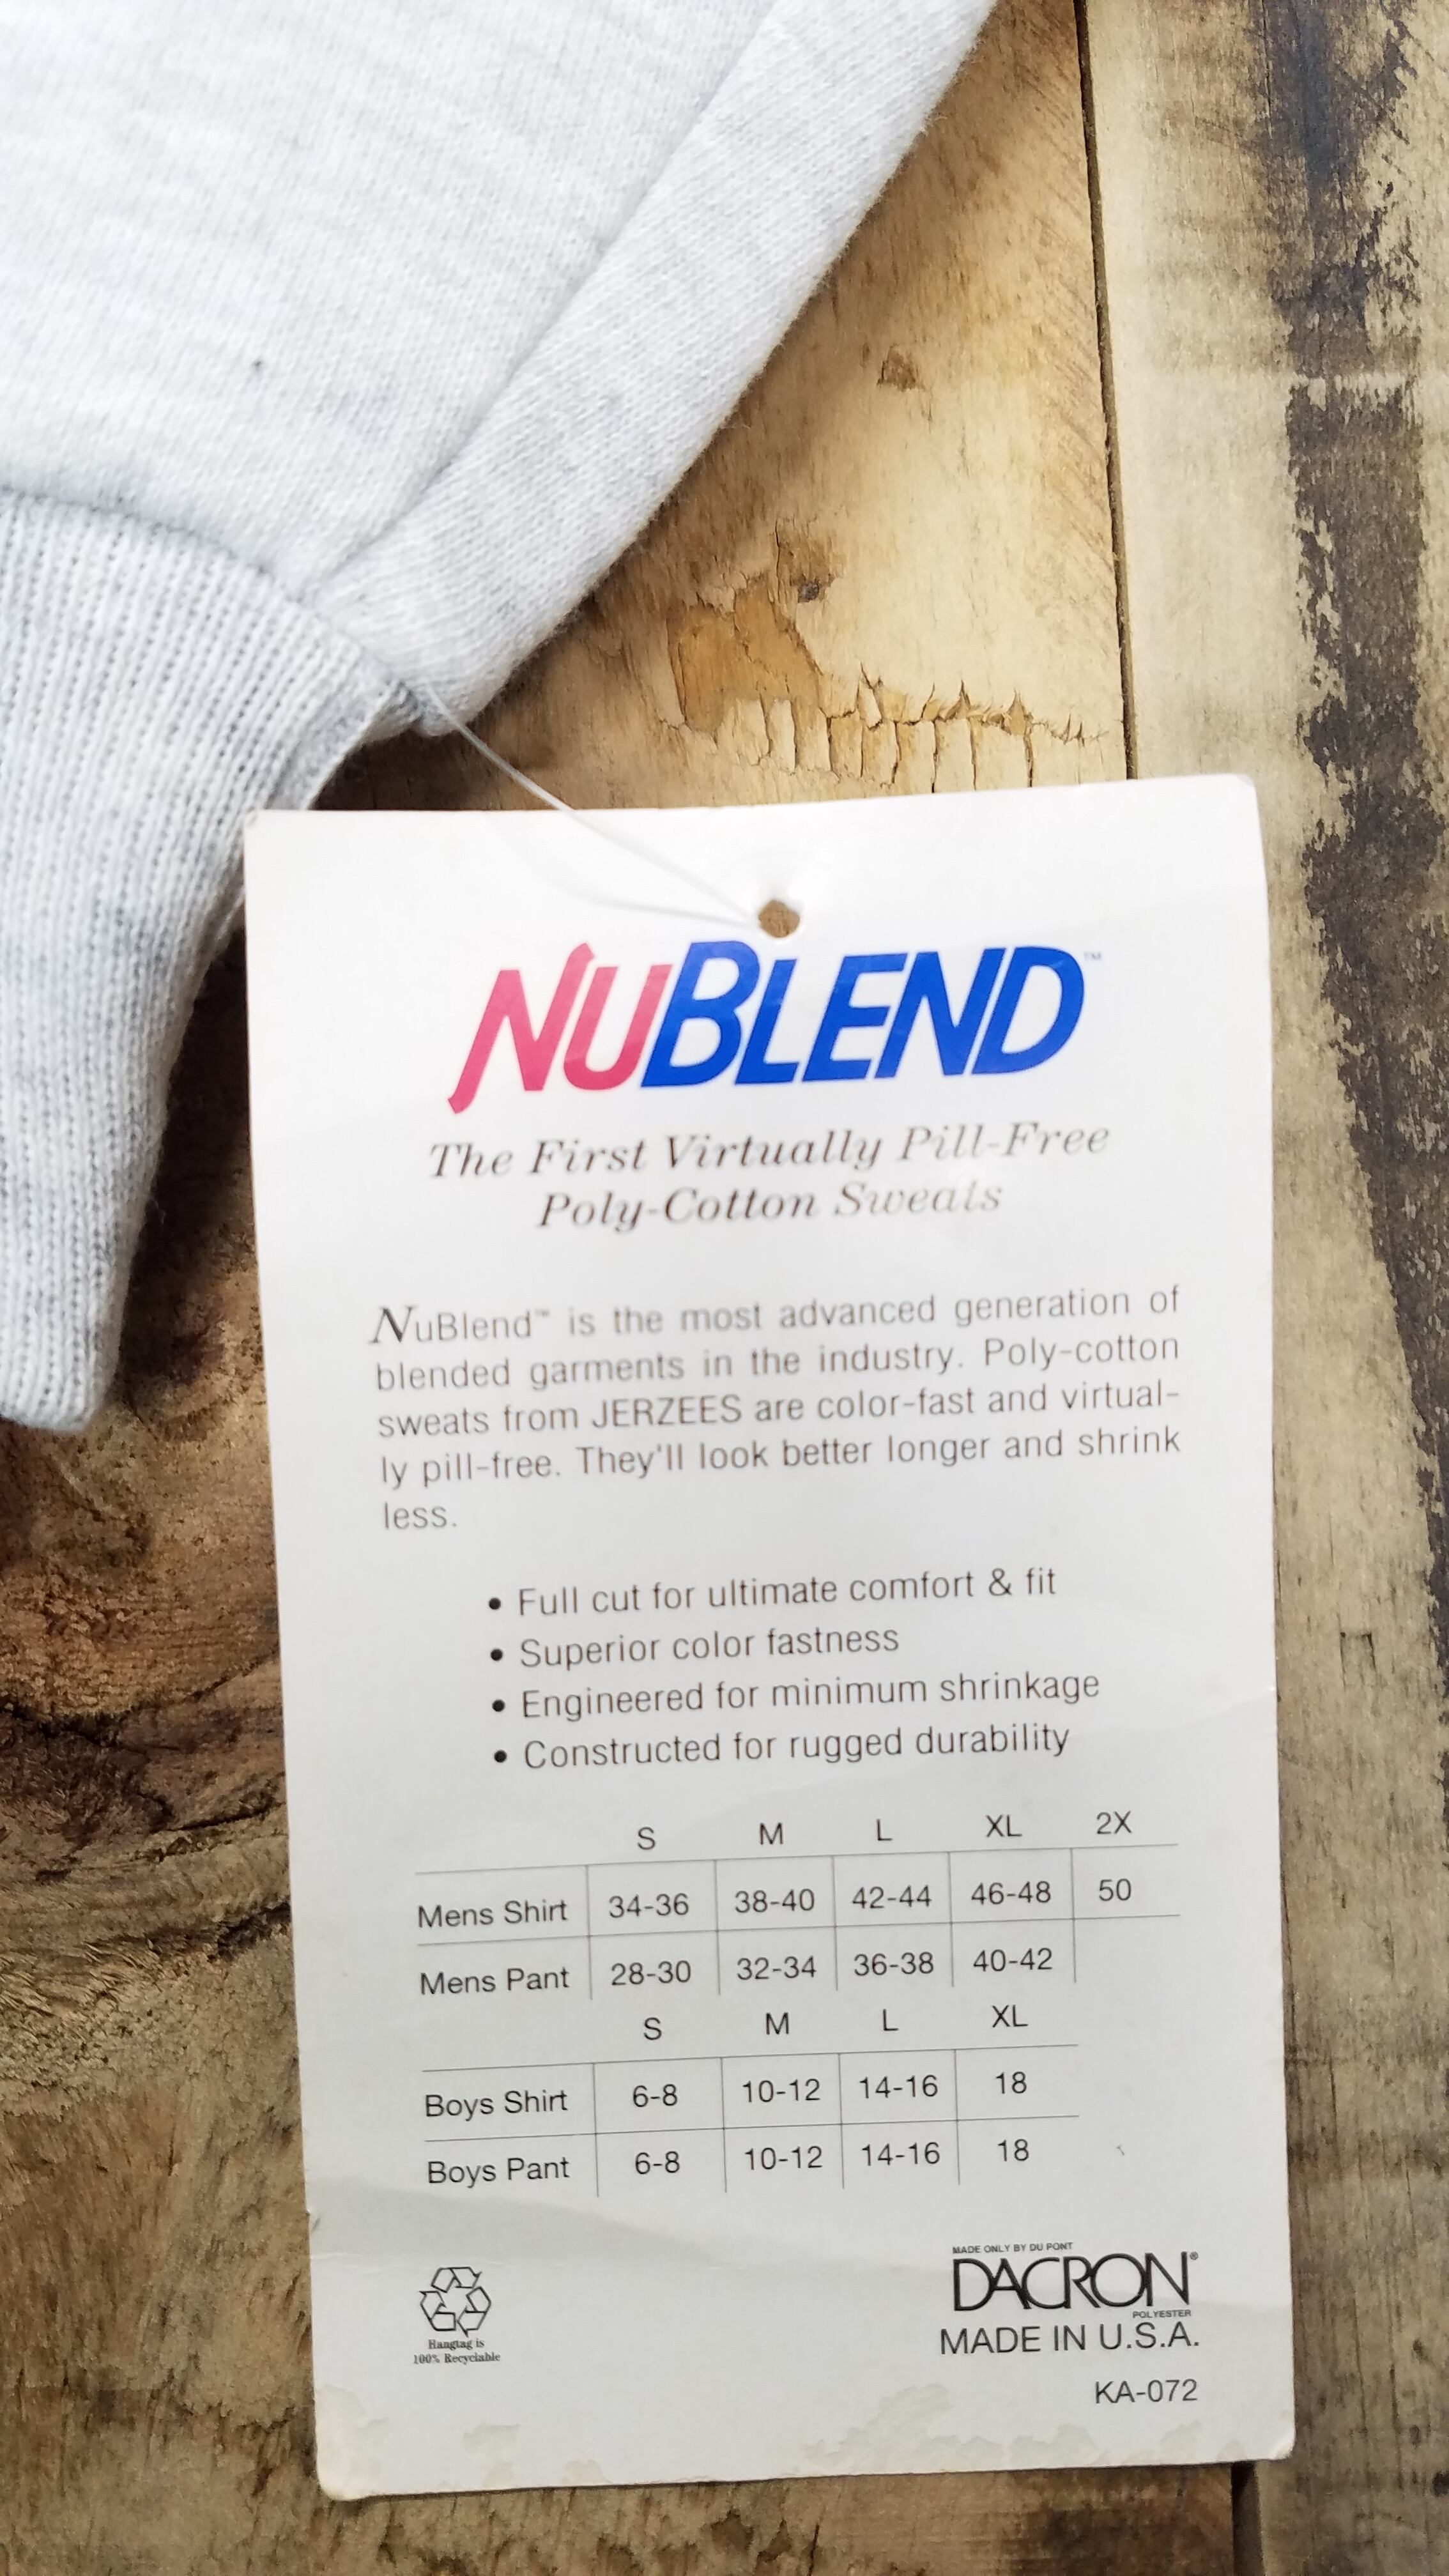 NUBLEND™
The First Virtually Pill-Free
Poly-Cotton Sweats
NuBlend™ is the most advanced generation of
blended garments in the industry. Poly-cotton
sweats from JERZEES are color-fast and virtual-
ly pill-free. They'll look better longer and shrink
less.
• Full cut for ultimate comfort & fit
• Superior color fastness
• Engineered for minimum shrinkage
• Constructed for rugged durability
S M L XL 2X
Mens Shirt 34-36 38-40 42-44 46-48 50
Mens Pant 28-30 32-34 36-38 40-42
S M L XL
Boys Shirt 6-8 10-12 14-16 18
Boys Pant 6-8 10-12 14-16 18
Hangtag is
100% Recyclable
MADE ONLY BY DU PONT
DACRON®
POLYESTER
MADE IN U.S.A.
KA-072